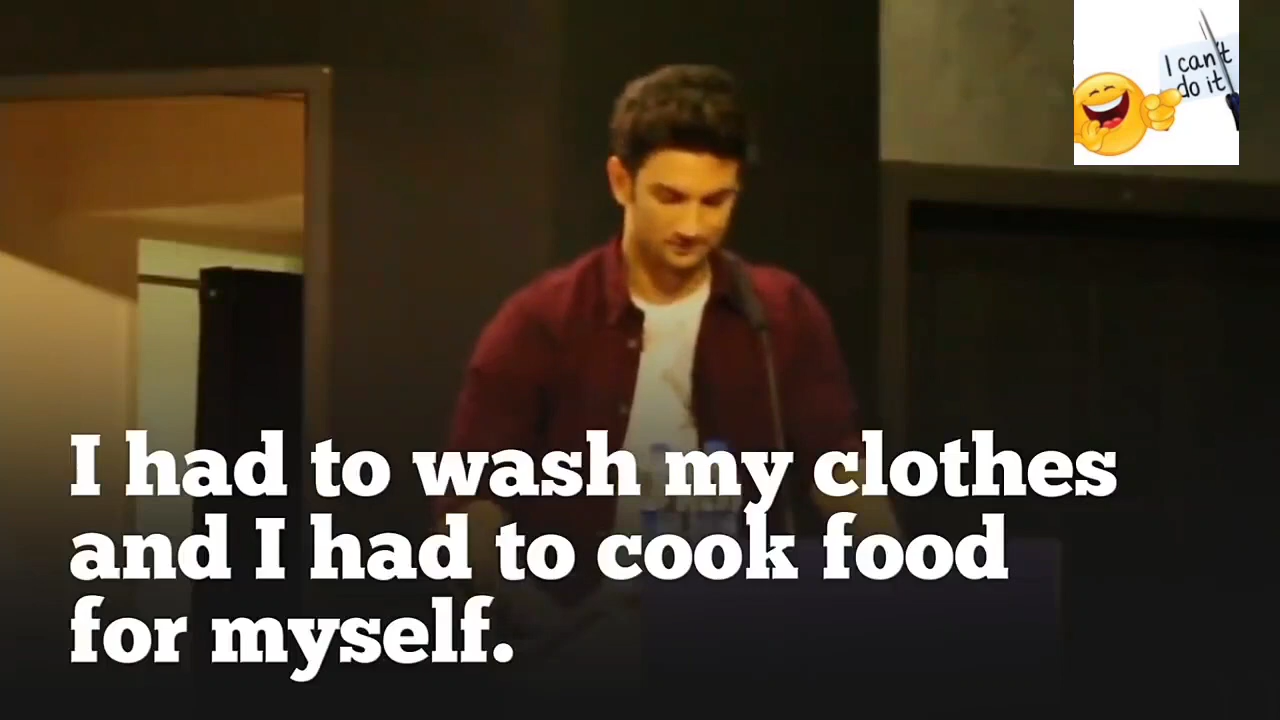 I can't
do it
I had to wash my clothes
and I had to cook food
for myself.